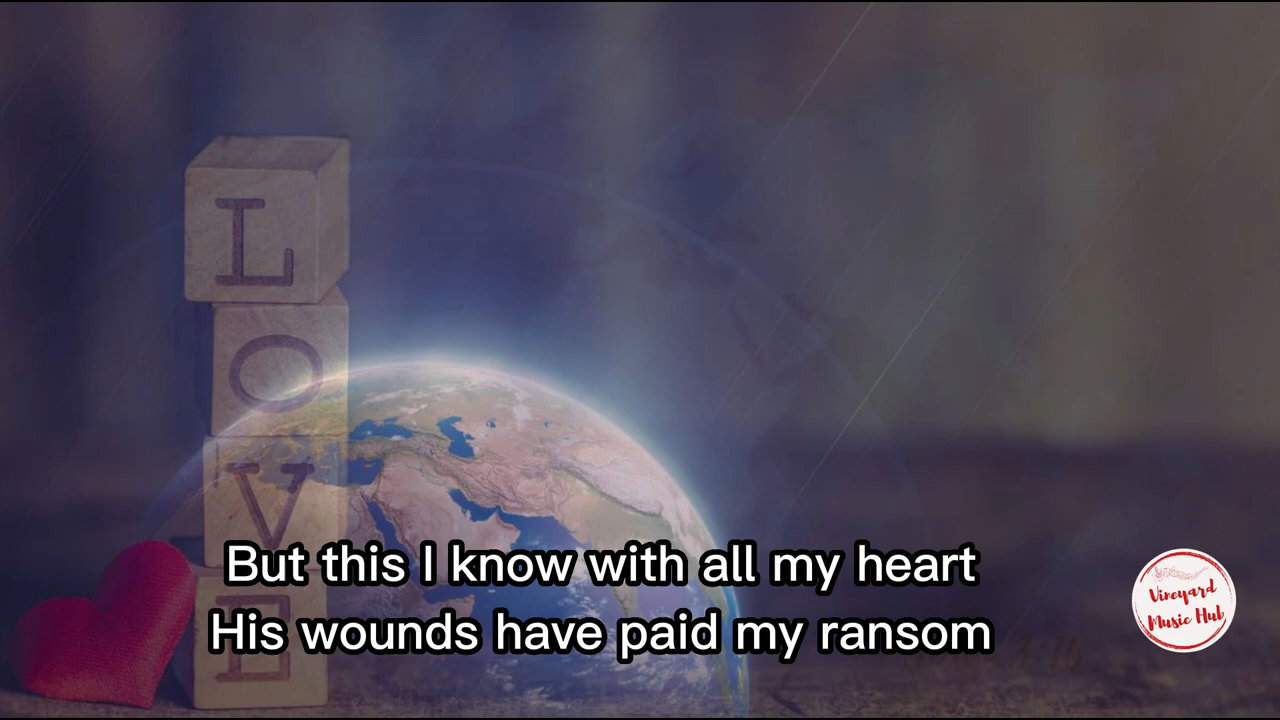 L
O
V
E
But this I know with all my heart
His wounds have paid my ransom
Vineyard
Music Hub